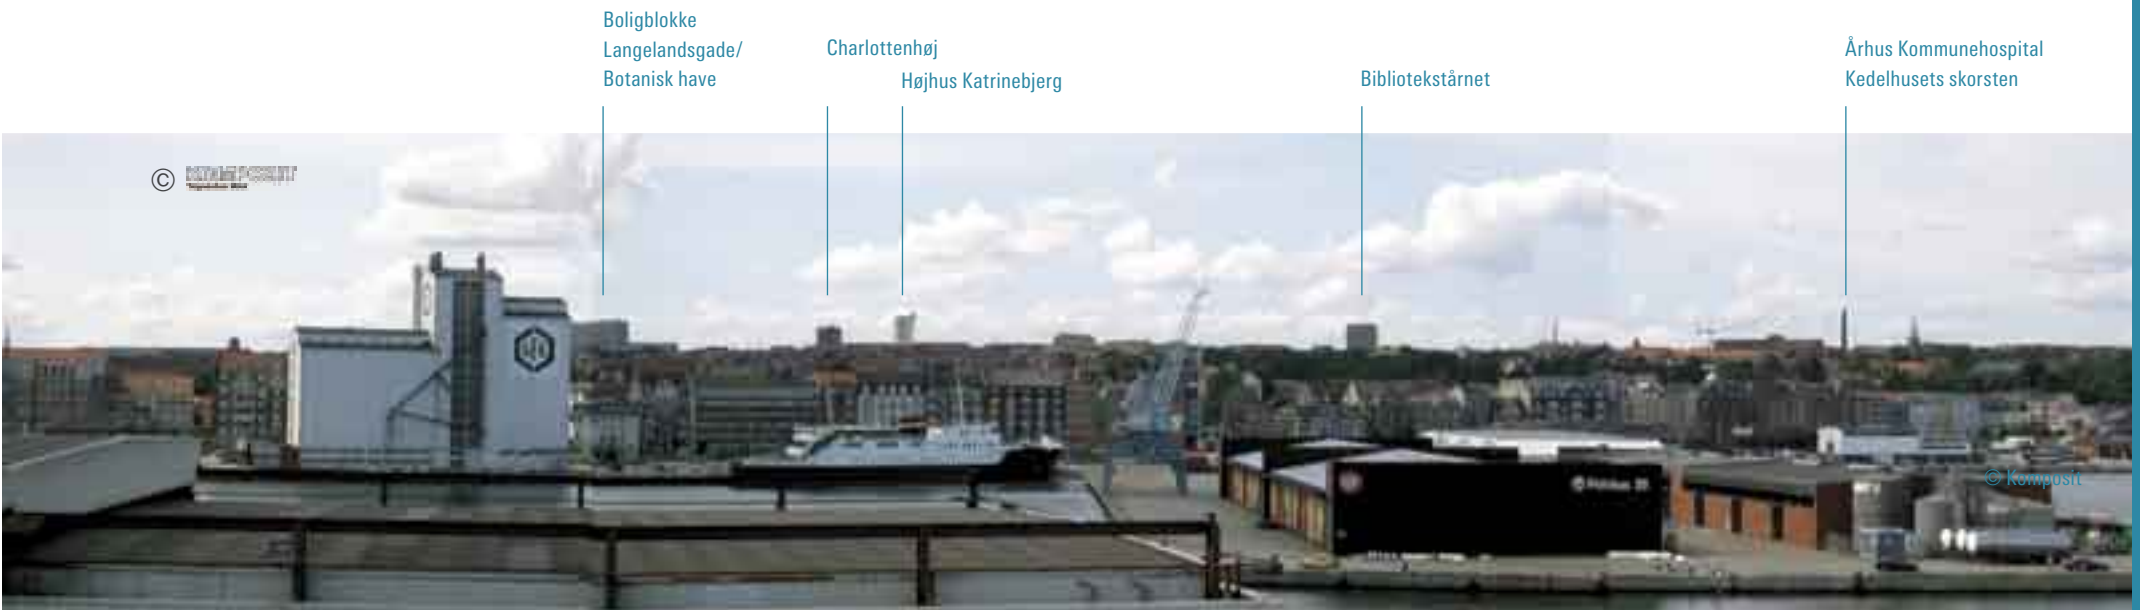 Boligblokke
Langelandsgade/
Botanisk have
Charlottenhøj
Højhus Katrinebjerg
Bibliotekstårnet
Århus Kommunehospital
Kedelhusets skorsten
©
© Komposit